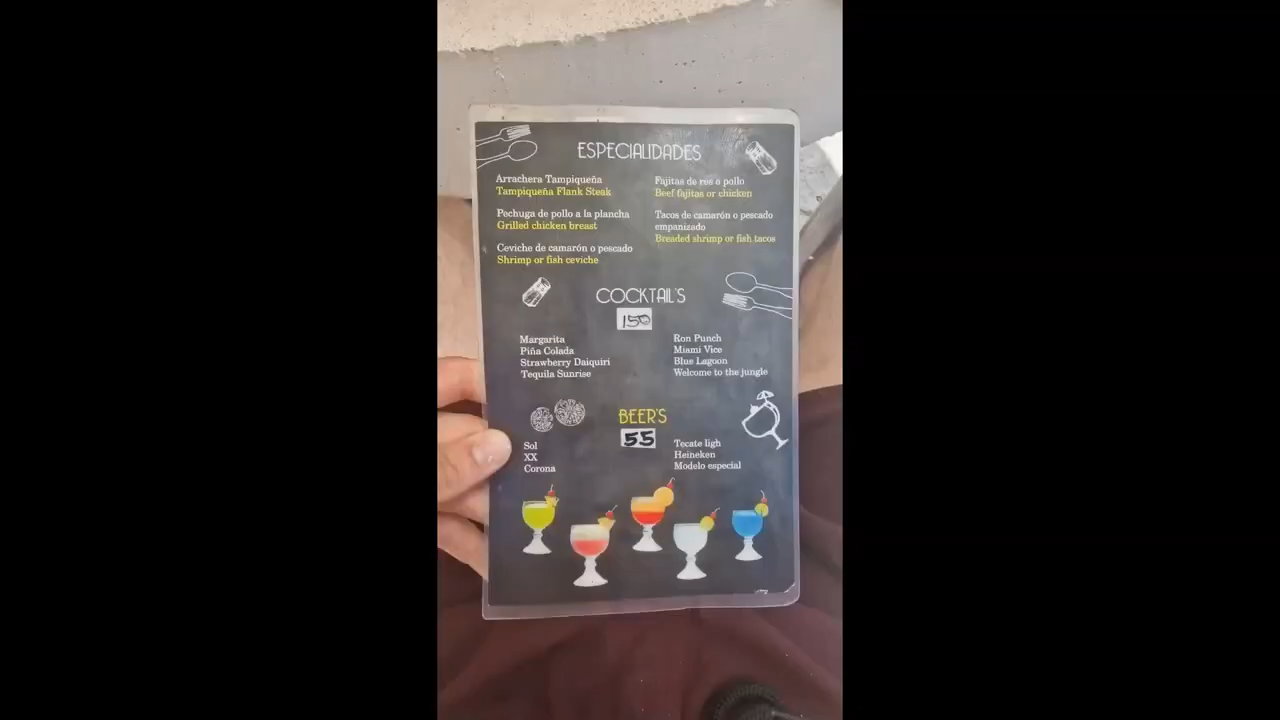 ESPECIALIDADES
Arrachera Tampiqueña
Tampiqueña Flank Steak
Pechuga de pollo a la plancha
Grilled chicken breast
Ceviche de camarón o pescado
Shrimp or fish ceviche
Fajitas de res o pollo
Beef fajitas or chicken
Tacos de camarón o pescado
empanizado
Breaded shrimp or fish tacos
COCKTAIL'S
150
Margarita
Piña Colada
Strawberry Daiquiri
Tequila Sunrise
Ron Punch
Miami Vice
Blue Lagoon
Welcome to the jungle
BEER'S
55
Sol
XX
Corona
Tecate ligh
Heineken
Modelo especial